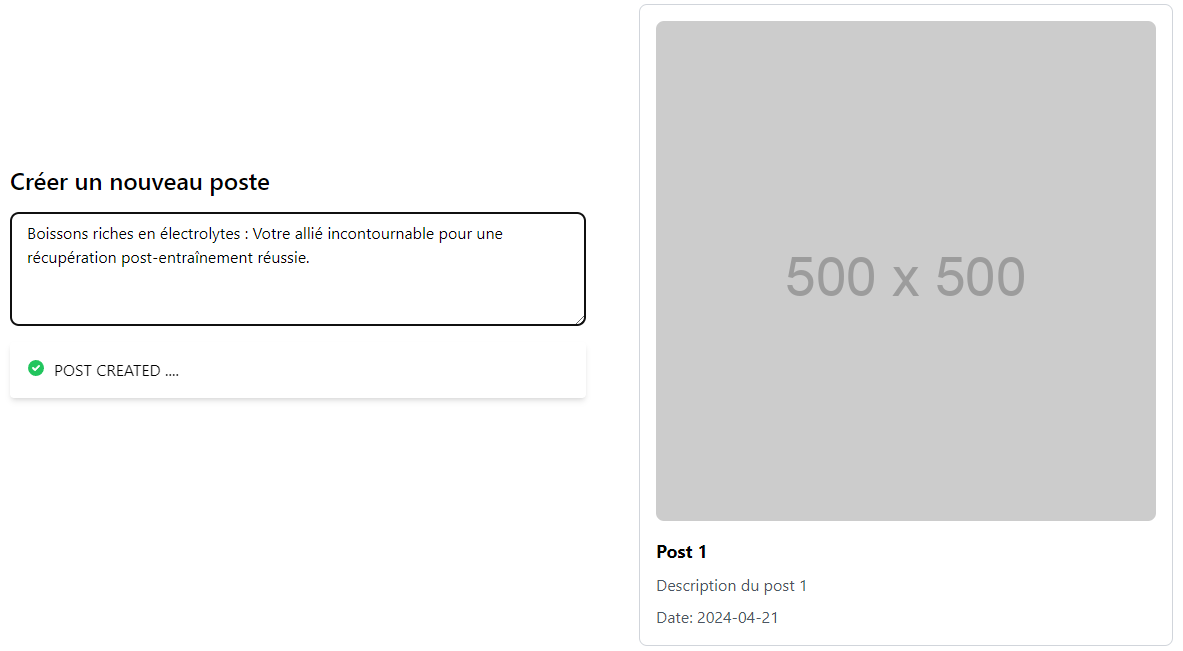 Créer un nouveau poste
Boissons riches en électrolytes : Votre allié incontournable pour une
récupération post-entraînement réussie.
POST CREATED ....
500 x 500
Post 1
Description du post 1
Date: 2024-04-21